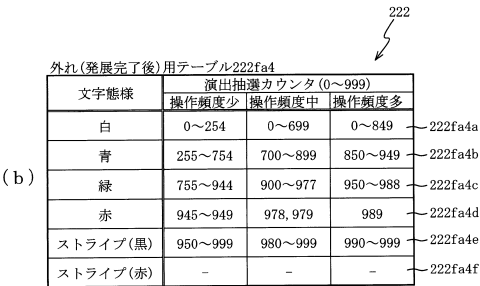 222
外れ(発展完了後)用テーブル222fa4
文字態様
演出抽選カウンタ(0～999)
操作頻度少 操作頻度中 操作頻度多
白 0～254 0～699 0～849 222fa4a
青 255～754 700～899 850～949 222fa4b
(b)
緑 755～944 900～977 950～988 222fa4c
赤 945～949 978,979 989 222fa4d
ストライプ(黒) 950～999 980～999 990～999 222fa4e
ストライプ(赤) － － － 222fa4f